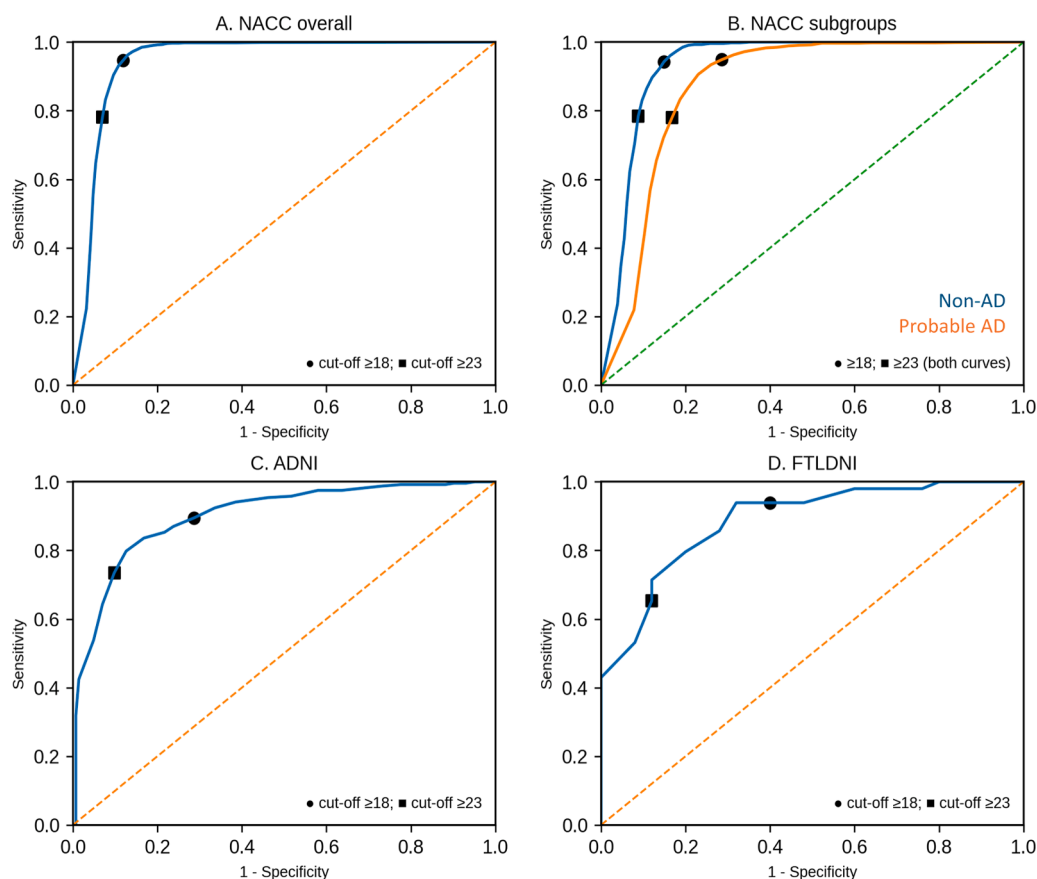 A. NACC overall
1.0
0.8
0.6
0.4
0.2
0.0
Sensitivity
● cut-off ≥18; ■ cut-off ≥23
0.0 0.2 0.4 0.6 0.8 1.0
1 - Specificity
B. NACC subgroups
1.0
0.8
0.6
0.4
0.2
0.0
Sensitivity
Non-AD
Probable AD
● ≥18; ■ ≥23 (both curves)
0.0 0.2 0.4 0.6 0.8 1.0
1 - Specificity
C. ADNI
1.0
0.8
0.6
0.4
0.2
0.0
Sensitivity
● cut-off ≥18; ■ cut-off ≥23
0.0 0.2 0.4 0.6 0.8 1.0
1 - Specificity
D. FTLDNI
1.0
0.8
0.6
0.4
0.2
0.0
Sensitivity
● cut-off ≥18; ■ cut-off ≥23
0.0 0.2 0.4 0.6 0.8 1.0
1 - Specificity